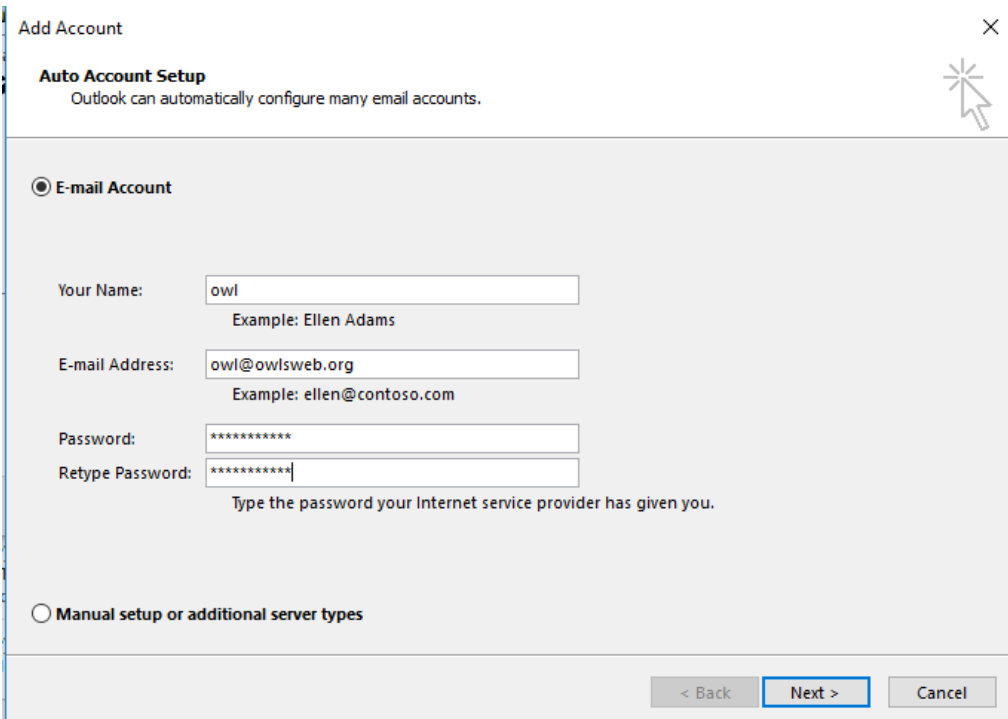 Add Account
Auto Account Setup
Outlook can automatically configure many email accounts.
E-mail Account
Your Name: owl
Example: Ellen Adams
E-mail Address: owl@owlsweb.org
Example: ellen@contoso.com
Password: ***********
Retype Password: ***********
Type the password your Internet service provider has given you.
Manual setup or additional server types
< Back Next > Cancel